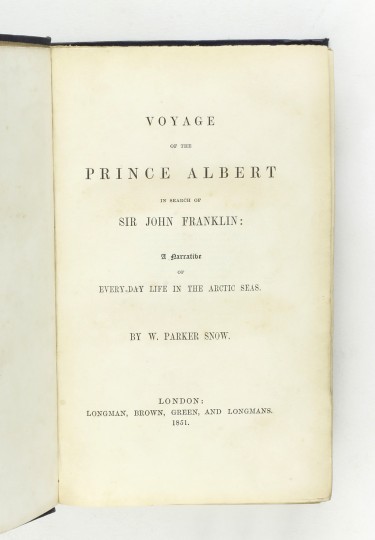 VOYAGE
OF THE
PRINCE ALBERT
IN SEARCH OF
SIR JOHN FRANKLIN:
A Narrative
OF
EVERY-DAY LIFE IN THE ARCTIC SEAS.
BY W. PARKER SNOW.
LONDON:
LONGMAN, BROWN, GREEN, AND LONGMANS.
1851.